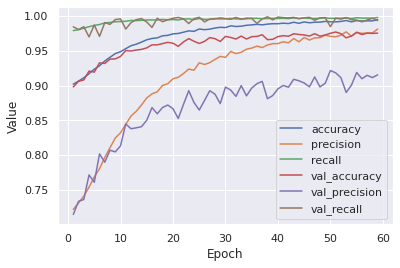 1.00
0.95
0.90
0.85
0.80
0.75
Value
0
10
20
30
40
50
60
Epoch
accuracy
precision
recall
val_accuracy
val_precision
val_recall